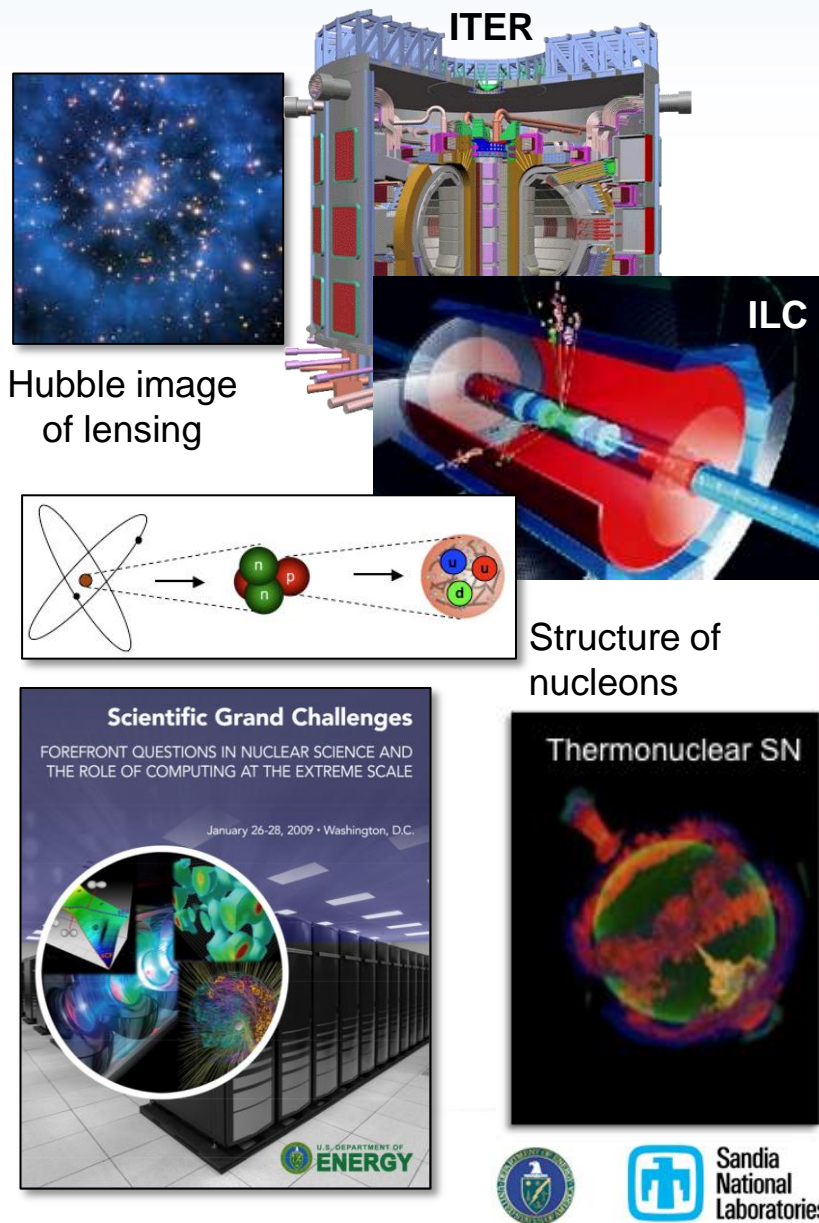 ITER
ILC
Hubble image
of lensing
n
p
n
u
u
d
Structure of
nucleons
Scientific Grand Challenges
FOREFRONT QUESTIONS IN NUCLEAR SCIENCE AND
THE ROLE OF COMPUTING AT THE EXTREME SCALE
January 26-28, 2009 • Washington, D.C.
U.S. DEPARTMENT OF
ENERGY
Thermonuclear SN
Sandia
National
Laboratories